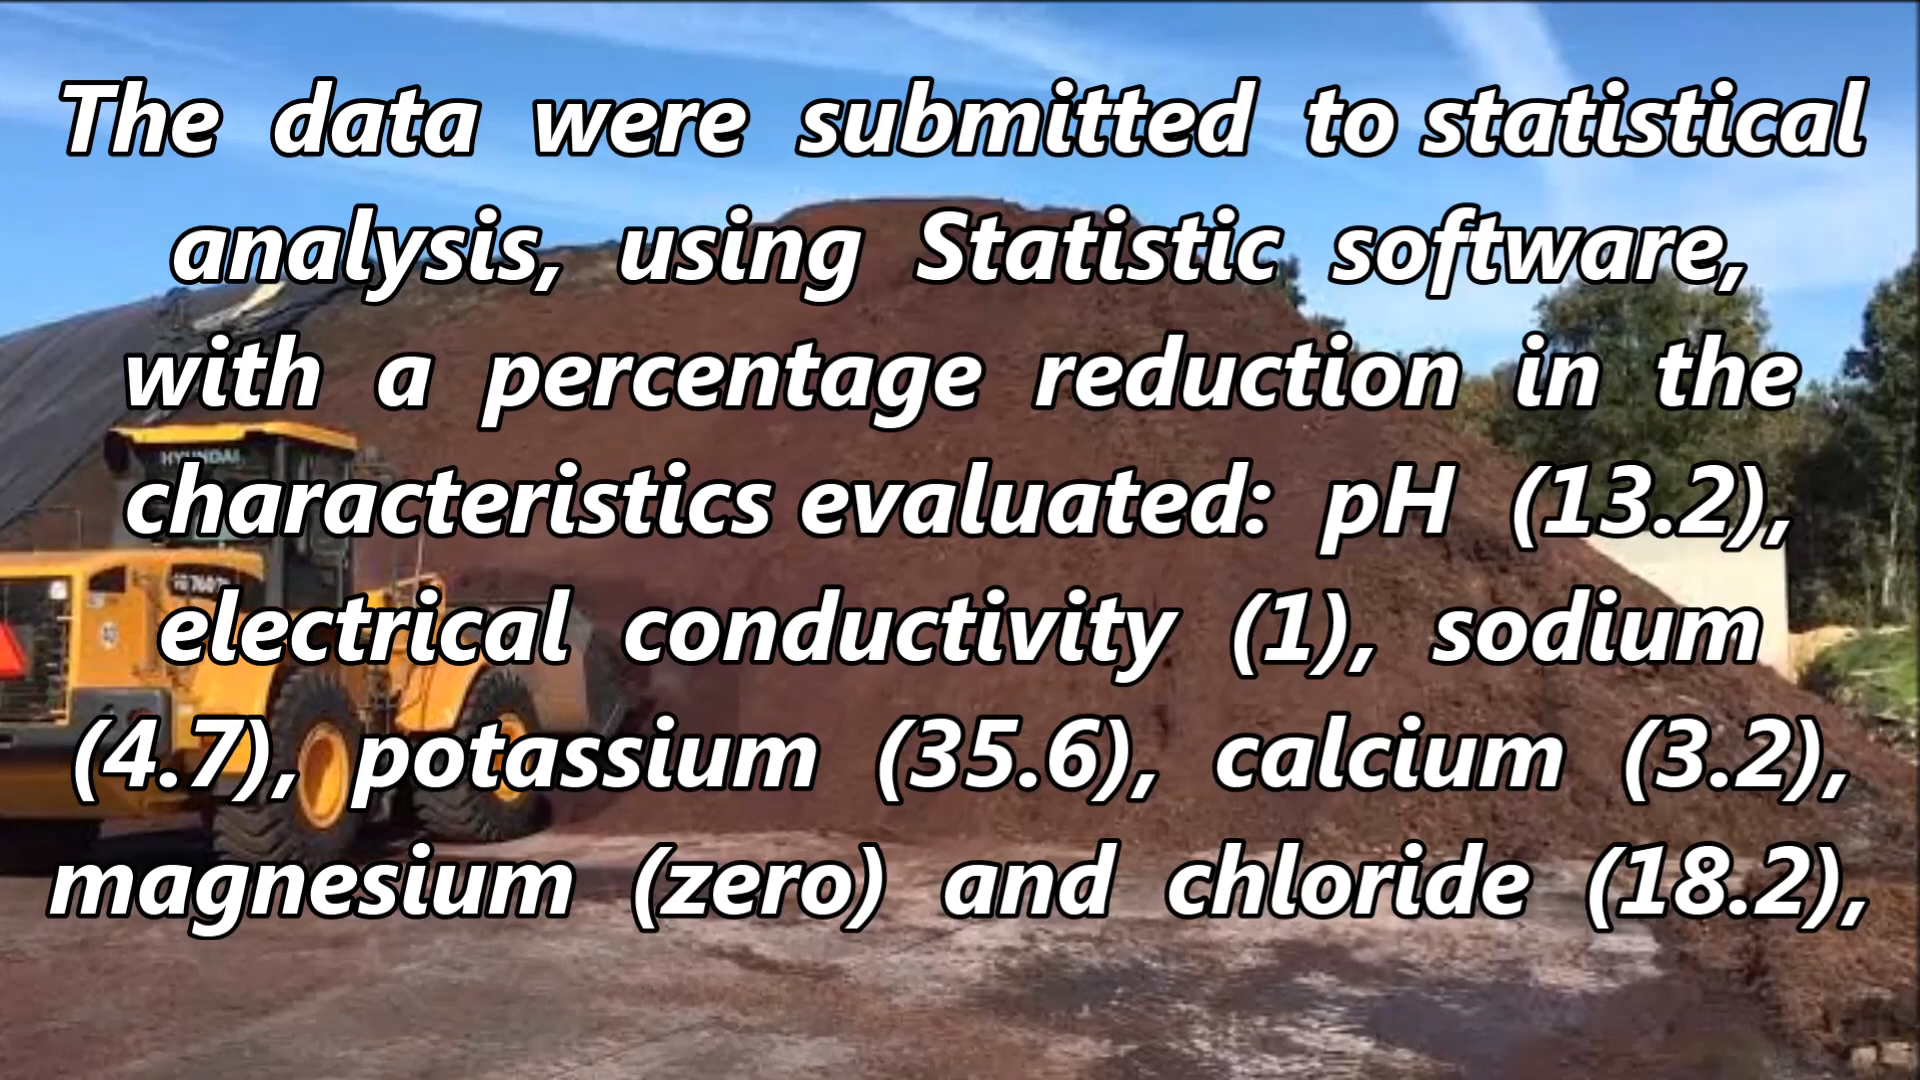 The data were submitted to statistical
analysis, using Statistic software,
with a percentage reduction in the
characteristics evaluated: pH (13.2),
electrical conductivity (1), sodium
(4.7), potassium (35.6), calcium (3.2),
magnesium (zero) and chloride (18.2),
HYUNDAI